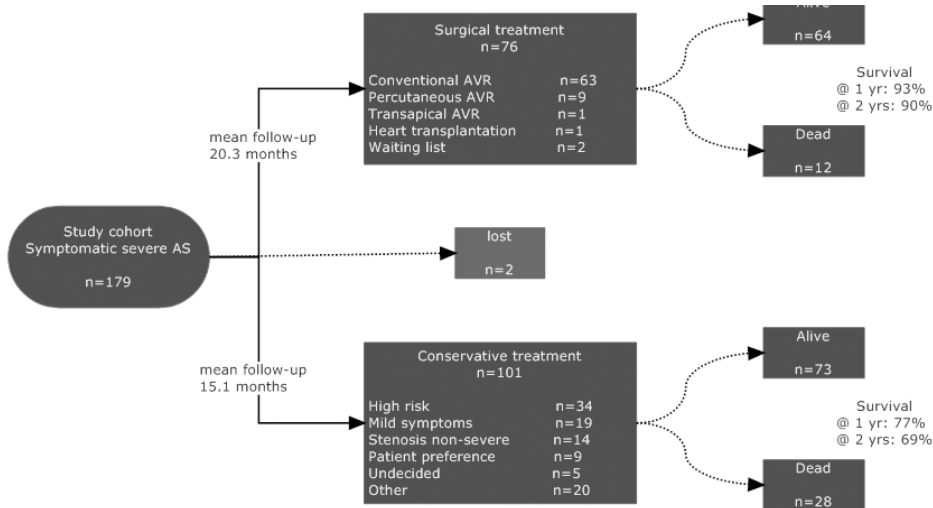 Alive
n=64
Survival
@ 1 yr: 93%
@ 2 yrs: 90%
Dead
n=12
Surgical treatment
n=76
Conventional AVR n=63
Percutaneous AVR n=9
Transapical AVR n=1
Heart transplantation n=1
Waiting list n=2
mean follow-up
20.3 months
Study cohort
Symptomatic severe AS
n=179
lost
n=2
mean follow-up
15.1 months
Conservative treatment
n=101
High risk n=34
Mild symptoms n=19
Stenosis non-severe n=14
Patient preference n=9
Undecided n=5
Other n=20
Alive
n=73
Survival
@ 1 yr: 77%
@ 2 yrs: 69%
Dead
n=28